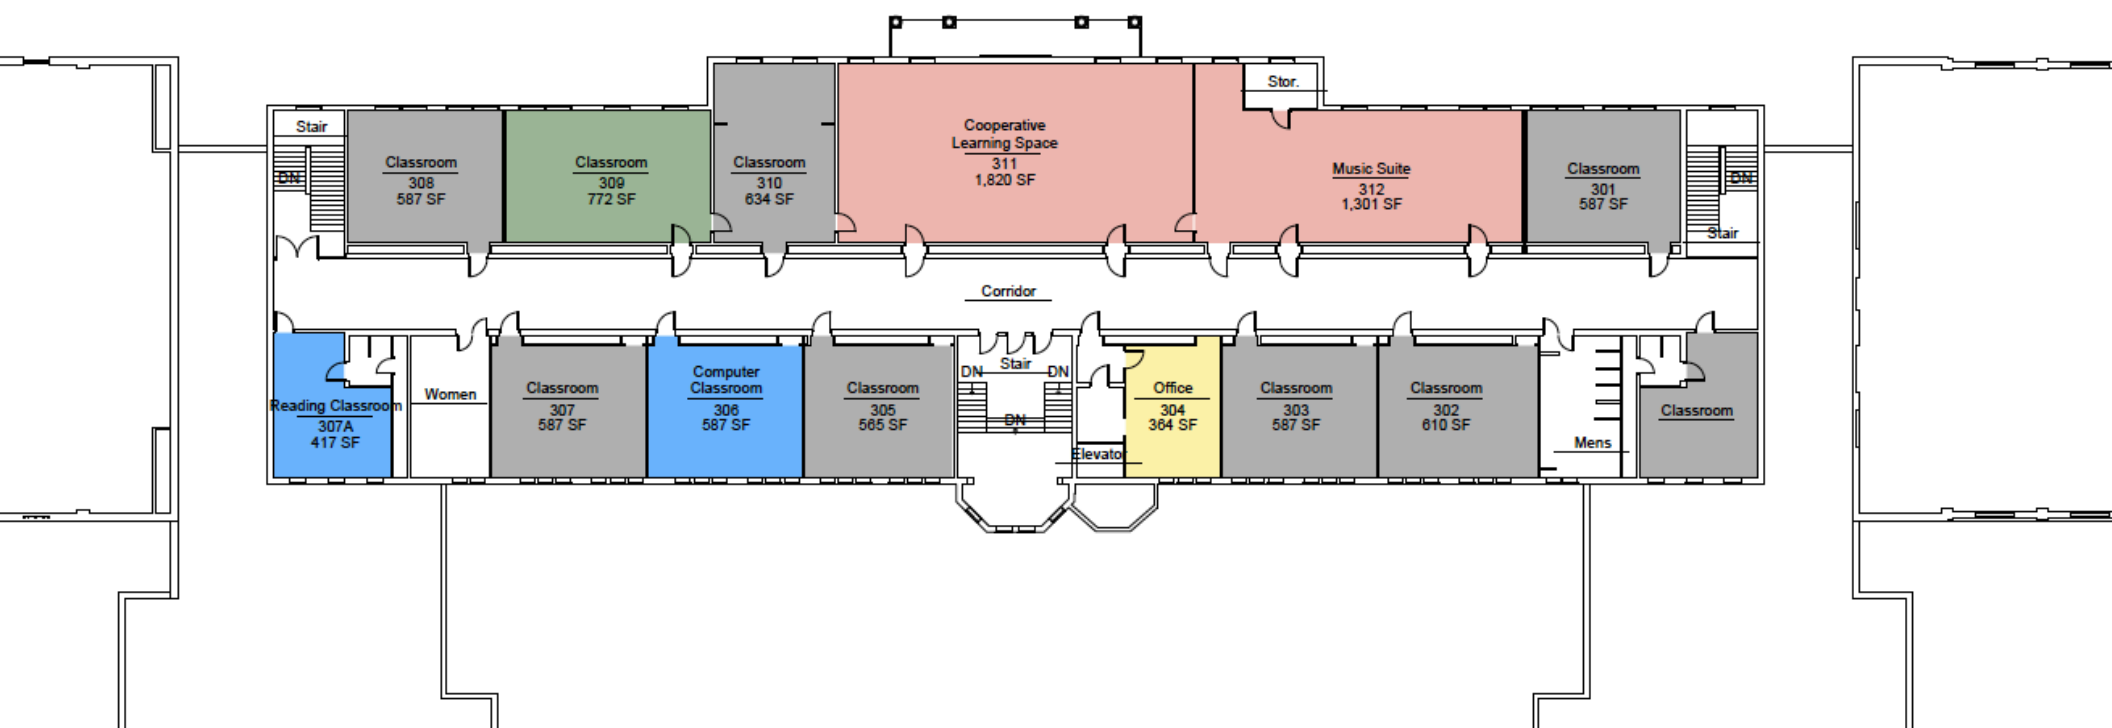 Stair
DN
Classroom
308
587 SF
Classroom
309
772 SF
Classroom
310
634 SF
Cooperative
Learning Space
311
1,820 SF
Stor.
Music Suite
312
1,301 SF
Classroom
301
587 SF
DN
Stair
Corridor
Reading Classroom
307A
417 SF
Women
Classroom
307
587 SF
Computer
Classroom
306
587 SF
Classroom
305
565 SF
Stair
DN
DN
DN
Elevator
Office
304
364 SF
Classroom
303
587 SF
Classroom
302
610 SF
Mens
Classroom